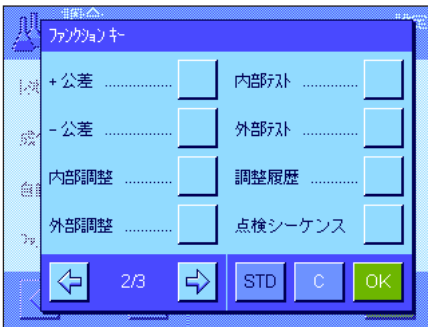 ファンクション キー
+ 公差 ................
- 公差 ................
内部調整 ............
外部調整 ............
内部テスト .............
外部テスト .............
調整履歴 ...........
点検シーケンス
2/3
STD
C
OK